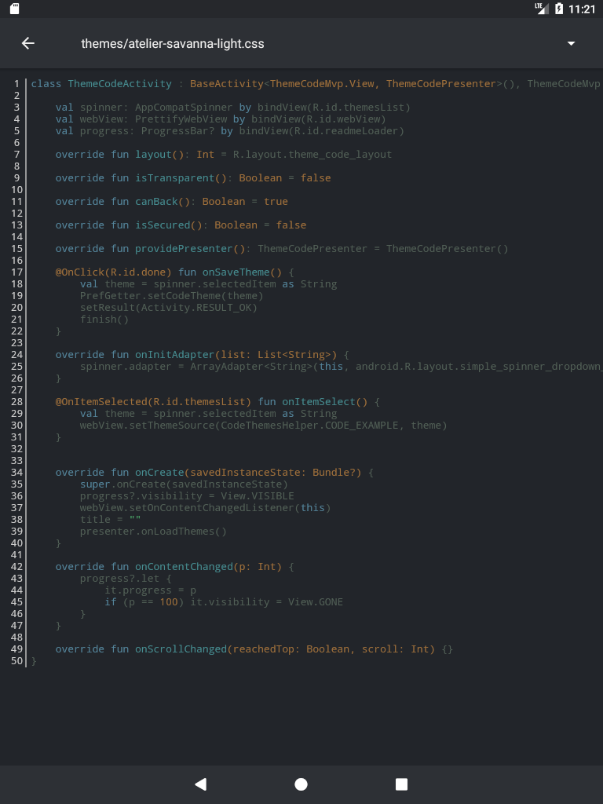 LTE 11:21
themes/atelier-savanna-light.css
1 class ThemeCodeActivity : BaseActivity<ThemeCodeMvp.View, ThemeCodePresenter>(), ThemeCodeMvp
2
3     val spinner: AppCompatSpinner by bindView(R.id.themesList)
4     val webView: PrettifyWebView by bindView(R.id.webView)
5     val progress: ProgressBar? by bindView(R.id.readmeLoader)
6
7     override fun layout(): Int = R.layout.theme_code_layout
8
9     override fun isTransparent(): Boolean = false
10
11     override fun canBack(): Boolean = true
12
13     override fun isSecured(): Boolean = false
14
15     override fun providePresenter(): ThemeCodePresenter = ThemeCodePresenter()
16
17     @OnClick(R.id.done) fun onSaveTheme() {
18         val theme = spinner.selectedItem as String
19         PrefGetter.setCodeTheme(theme)
20         setResult(Activity.RESULT_OK)
21         finish()
22     }
23
24     override fun onInitAdapter(list: List<String>) {
25         spinner.adapter = ArrayAdapter<String>(this, android.R.layout.simple_spinner_dropdown_
26     }
27
28     @OnItemSelected(R.id.themesList) fun onItemSelect() {
29         val theme = spinner.selectedItem as String
30         webView.setThemeSource(CodeThemesHelper.CODE_EXAMPLE, theme)
31     }
32
33
34     override fun onCreate(savedInstanceState: Bundle?) {
35         super.onCreate(savedInstanceState)
36         progress?.visibility = View.VISIBLE
37         webView.setOnContentChangedListener(this)
38         title = ""
39         presenter.onLoadThemes()
40     }
41
42     override fun onContentChanged(p: Int) {
43         progress?.let {
44             it.progress = p
45             if (p == 100) it.visibility = View.GONE
46         }
47     }
48
49     override fun onScrollChanged(reachedTop: Boolean, scroll: Int) {}
50 }